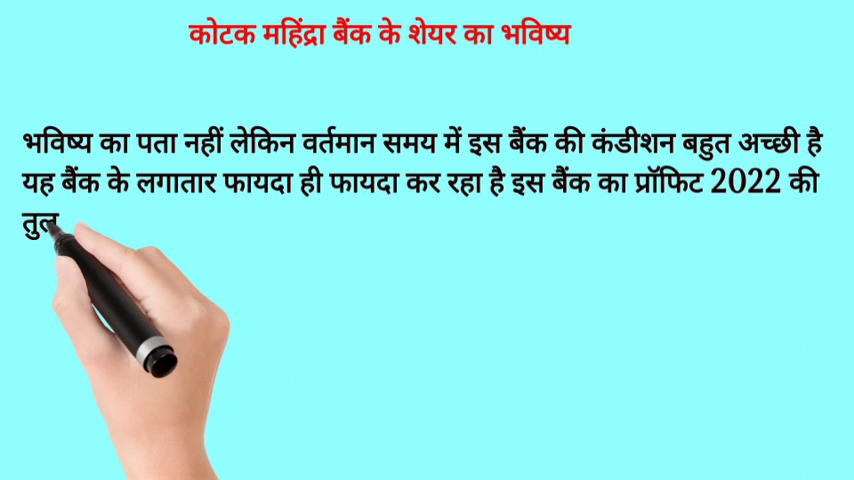 कोटक महिंद्रा बैंक के शेयर का भविष्य
भविष्य का पता नहीं लेकिन वर्तमान समय में इस बैंक की कंडीशन बहुत अच्छी है
यह बैंक के लगातार फायदा ही फायदा कर रहा है इस बैंक का प्रॉफिट 2022 की
तुल